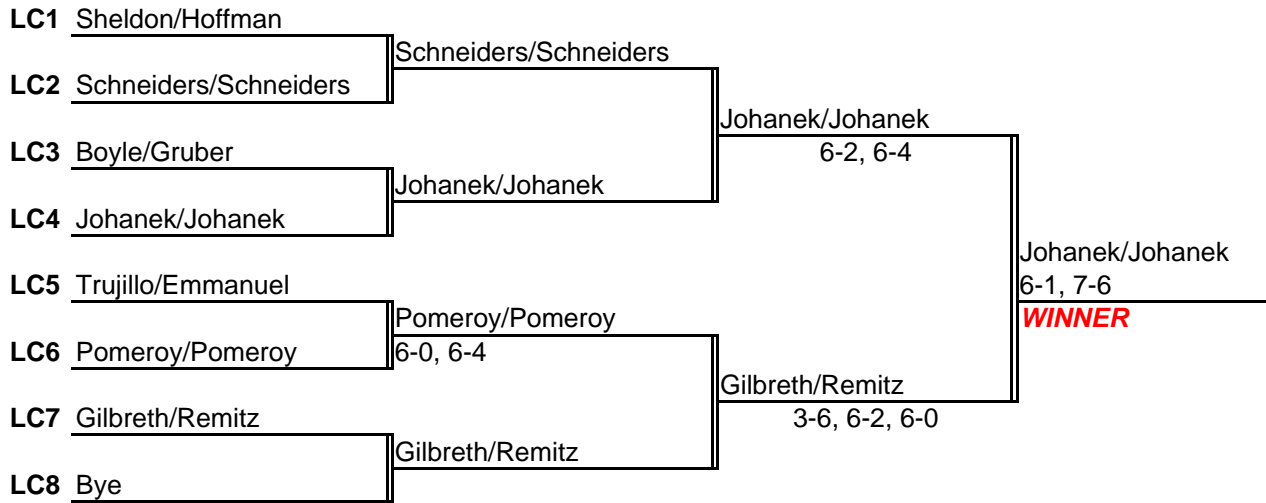 LC1 Sheldon/Hoffman
Schneiders/Schneiders
LC2 Schneiders/Schneiders
Johanek/Johanek
6-2, 6-4
LC3 Boyle/Gruber
Johanek/Johanek
LC4 Johanek/Johanek
Johanek/Johanek
6-1, 7-6
WINNER
LC5 Trujillo/Emmanuel
Pomeroy/Pomeroy
6-0, 6-4
LC6 Pomeroy/Pomeroy
Gilbreth/Remitz
3-6, 6-2, 6-0
LC7 Gilbreth/Remitz
Gilbreth/Remitz
LC8 Bye